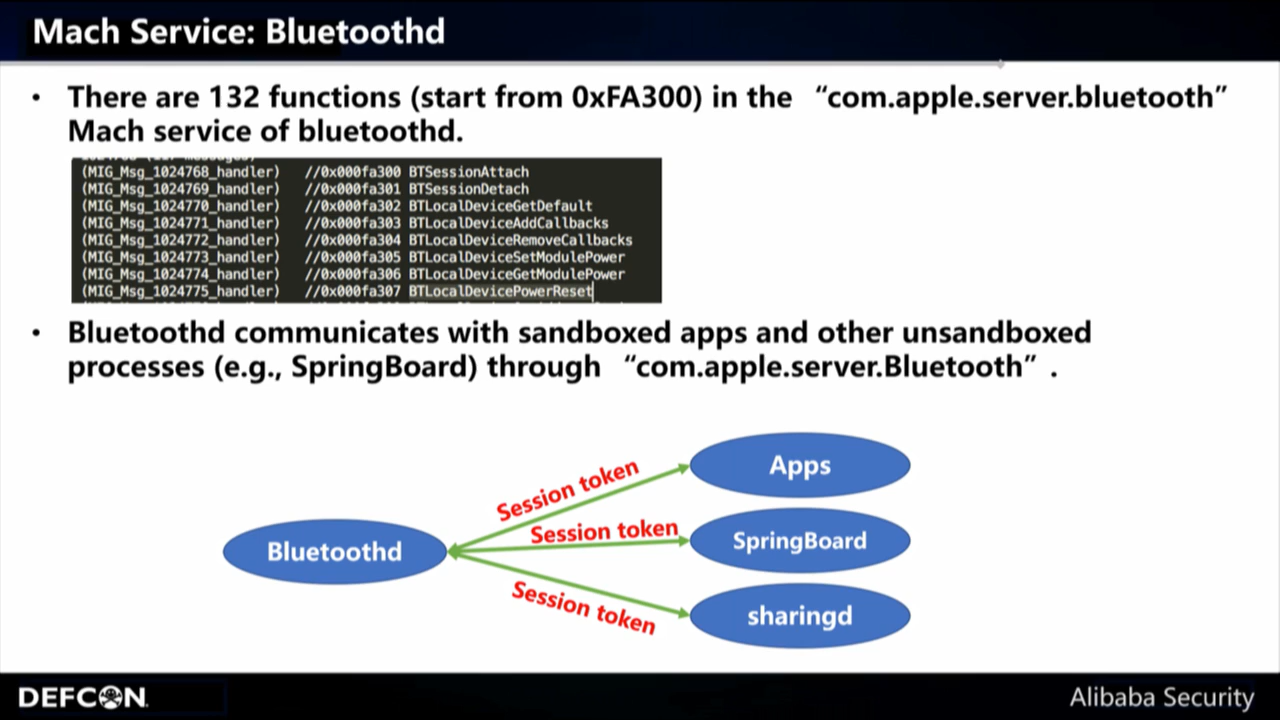 Mach Service: Bluetoothd
• There are 132 functions (start from 0xFA300) in the “com.apple.server.bluetooth”
Mach service of bluetoothd.
(MIG_Msg_1024768_handler) //0x000fa300 BTSessionAttach
(MIG_Msg_1024769_handler) //0x000fa301 BTSessionDetach
(MIG_Msg_1024770_handler) //0x000fa302 BTLocalDeviceGetDefault
(MIG_Msg_1024771_handler) //0x000fa303 BTLocalDeviceAddCallbacks
(MIG_Msg_1024772_handler) //0x000fa304 BTLocalDeviceRemoveCallbacks
(MIG_Msg_1024773_handler) //0x000fa305 BTLocalDeviceSetModulePower
(MIG_Msg_1024774_handler) //0x000fa306 BTLocalDeviceGetModulePower
(MIG_Msg_1024775_handler) //0x000fa307 BTLocalDevicePowerReset
• Bluetoothd communicates with sandboxed apps and other unsandboxed
processes (e.g., SpringBoard) through “com.apple.server.Bluetooth” .
Bluetoothd
Session token
Apps
Session token
SpringBoard
Session token
sharingd
DEFCON
Alibaba Security